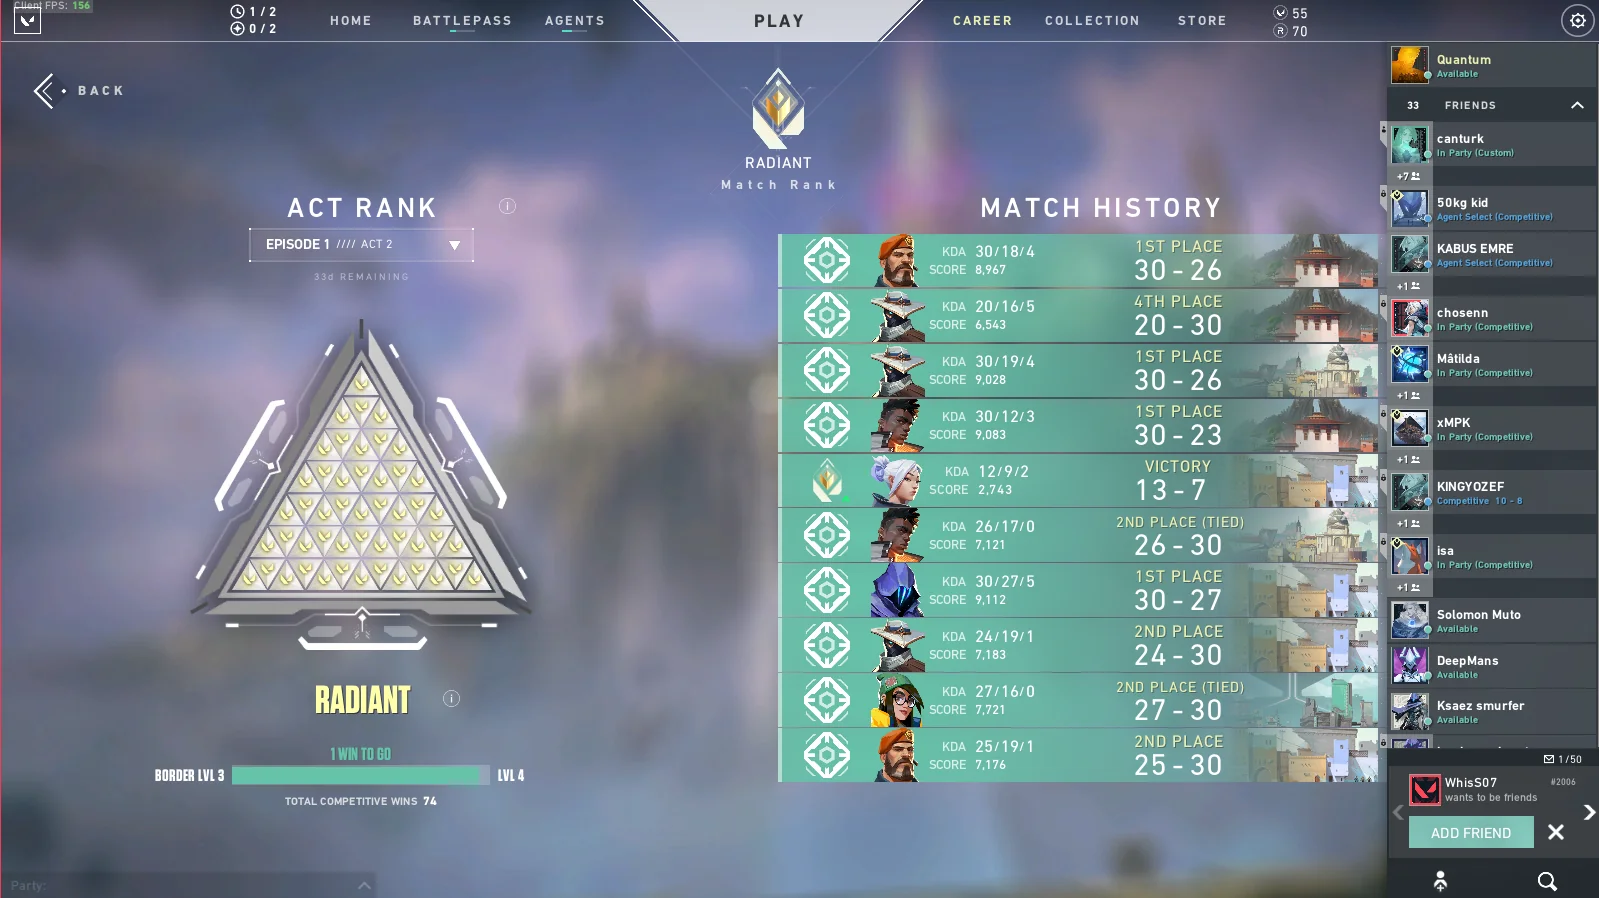 Client FPS: 156
1 / 2
0 / 2
HOME
BATTLEPASS
AGENTS
PLAY
CAREER
COLLECTION
STORE
55
70
BACK
RADIANT
Match Rank
ACT RANK
EPISODE 1 //// ACT 2
33d REMAINING
RADIANT
1 WIN TO GO
BORDER LVL 3
LVL 4
TOTAL COMPETITIVE WINS 74
Party:
MATCH HISTORY
KDA 30/18/4
SCORE 8,967
1ST PLACE
30 - 26
KDA 20/16/5
SCORE 6,543
4TH PLACE
20 - 30
KDA 30/19/4
SCORE 9,028
1ST PLACE
30 - 26
KDA 30/12/3
SCORE 9,083
1ST PLACE
30 - 23
KDA 12/9/2
SCORE 2,743
VICTORY
13 - 7
KDA 26/17/0
SCORE 7,121
2ND PLACE (TIED)
26 - 30
KDA 30/27/5
SCORE 9,112
1ST PLACE
30 - 27
KDA 24/19/1
SCORE 7,183
2ND PLACE
24 - 30
KDA 27/16/0
SCORE 7,721
2ND PLACE (TIED)
27 - 30
KDA 25/19/1
SCORE 7,176
2ND PLACE
25 - 30
Quantum
Available
33 FRIENDS
canturk
In Party (Custom)
+7
50kg kid
Agent Select (Competitive)
KABUS EMRE
Agent Select (Competitive)
+1
chosenn
In Party (Competitive)
Mâtilda
In Party (Competitive)
+1
xMPK
In Party (Competitive)
+1
KINGYOZEF
Competitive 10 - 8
+1
isa
In Party (Competitive)
+1
Solomon Muto
Available
DeepMans
Available
Ksaez smurfer
Available
1 / 50
WhisS07 #2006
wants to be friends
ADD FRIEND